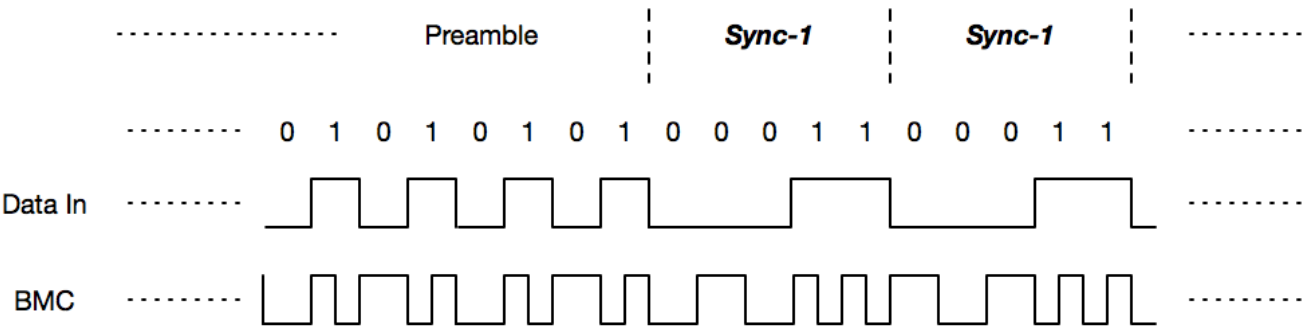 Preamble Sync-1 Sync-1
0 1 0 1 0 1 0 1 0 0 0 1 1 0 0 0 1 1
Data In
BMC